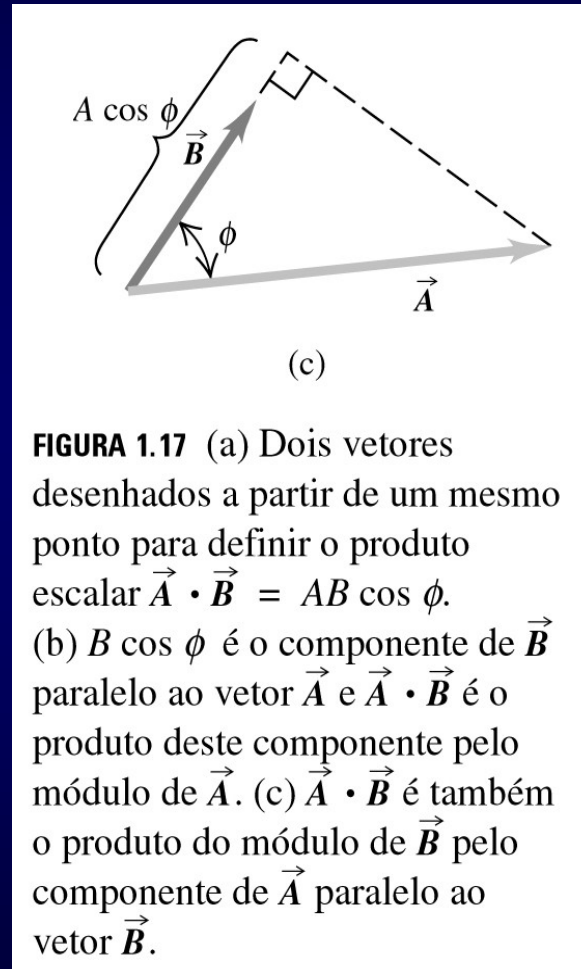 A cos ϕ
B⃗
ϕ
A⃗
(c)
FIGURA 1.17 (a) Dois vetores
desenhados a partir de um mesmo
ponto para definir o produto
escalar A⃗ • B⃗ = AB cos ϕ.
(b) B cos ϕ é o componente de B⃗
paralelo ao vetor A⃗ e A⃗ • B⃗ é o
produto deste componente pelo
módulo de A⃗. (c) A⃗ • B⃗ é também
o produto do módulo de B⃗ pelo
componente de A⃗ paralelo ao
vetor B⃗.